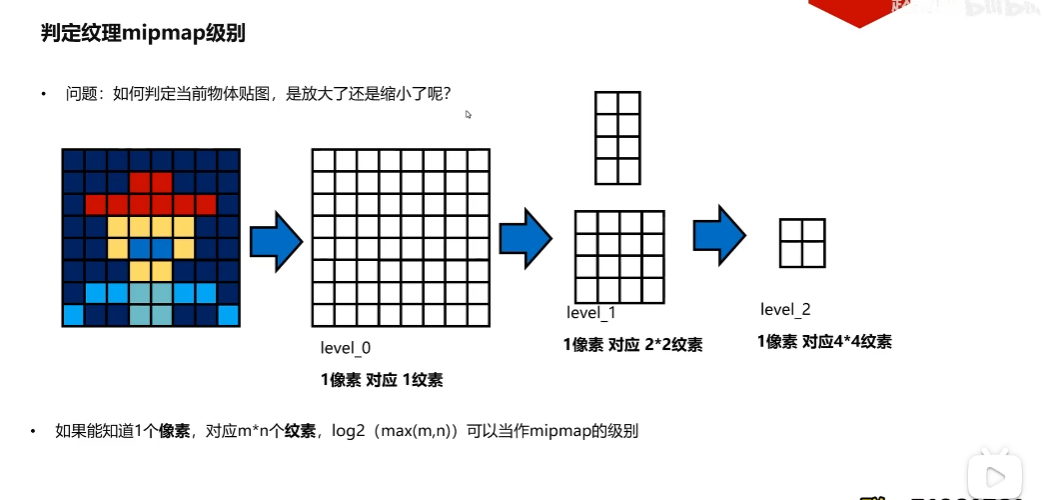 判定纹理mipmap级别
• 问题：如何判定当前物体贴图，是放大了还是缩小了呢？
level_0
1像素 对应 1纹素
level_1
1像素 对应 2*2纹素
level_2
1像素 对应4*4纹素
• 如果能知道1个像素，对应m*n个纹素，log2（max(m,n)）可以当作mipmap的级别